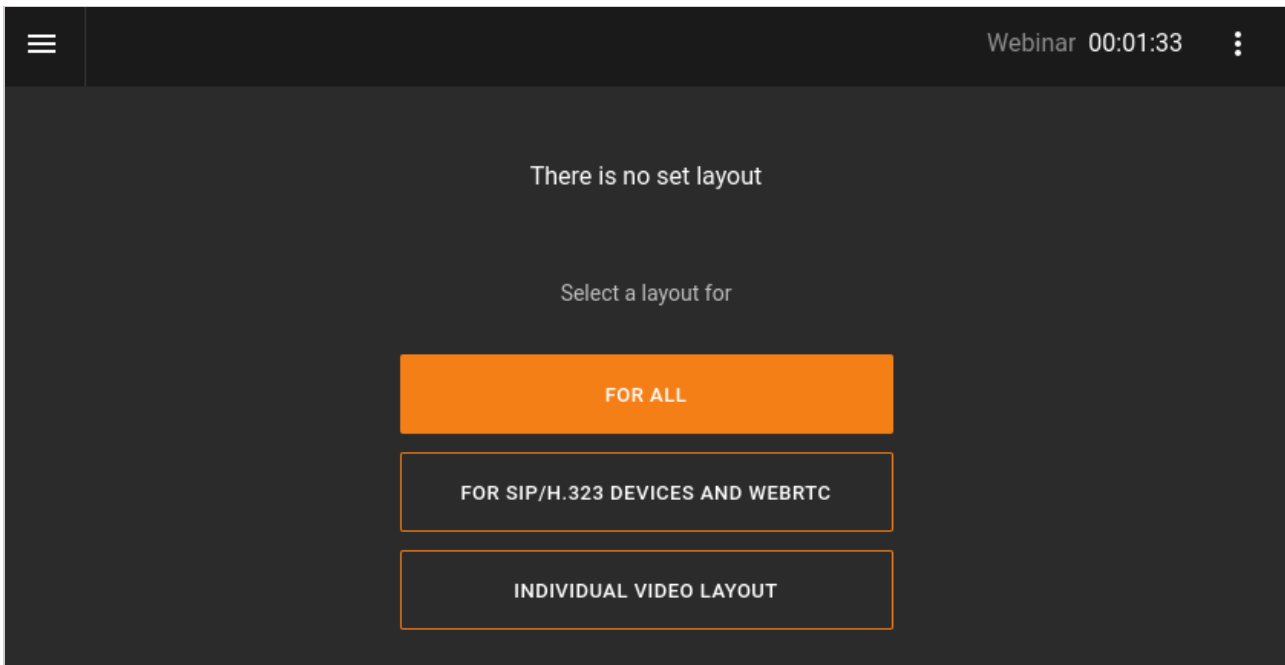 Webinar 00:01:33
There is no set layout
Select a layout for
FOR ALL
FOR SIP/H.323 DEVICES AND WEBRTC
INDIVIDUAL VIDEO LAYOUT